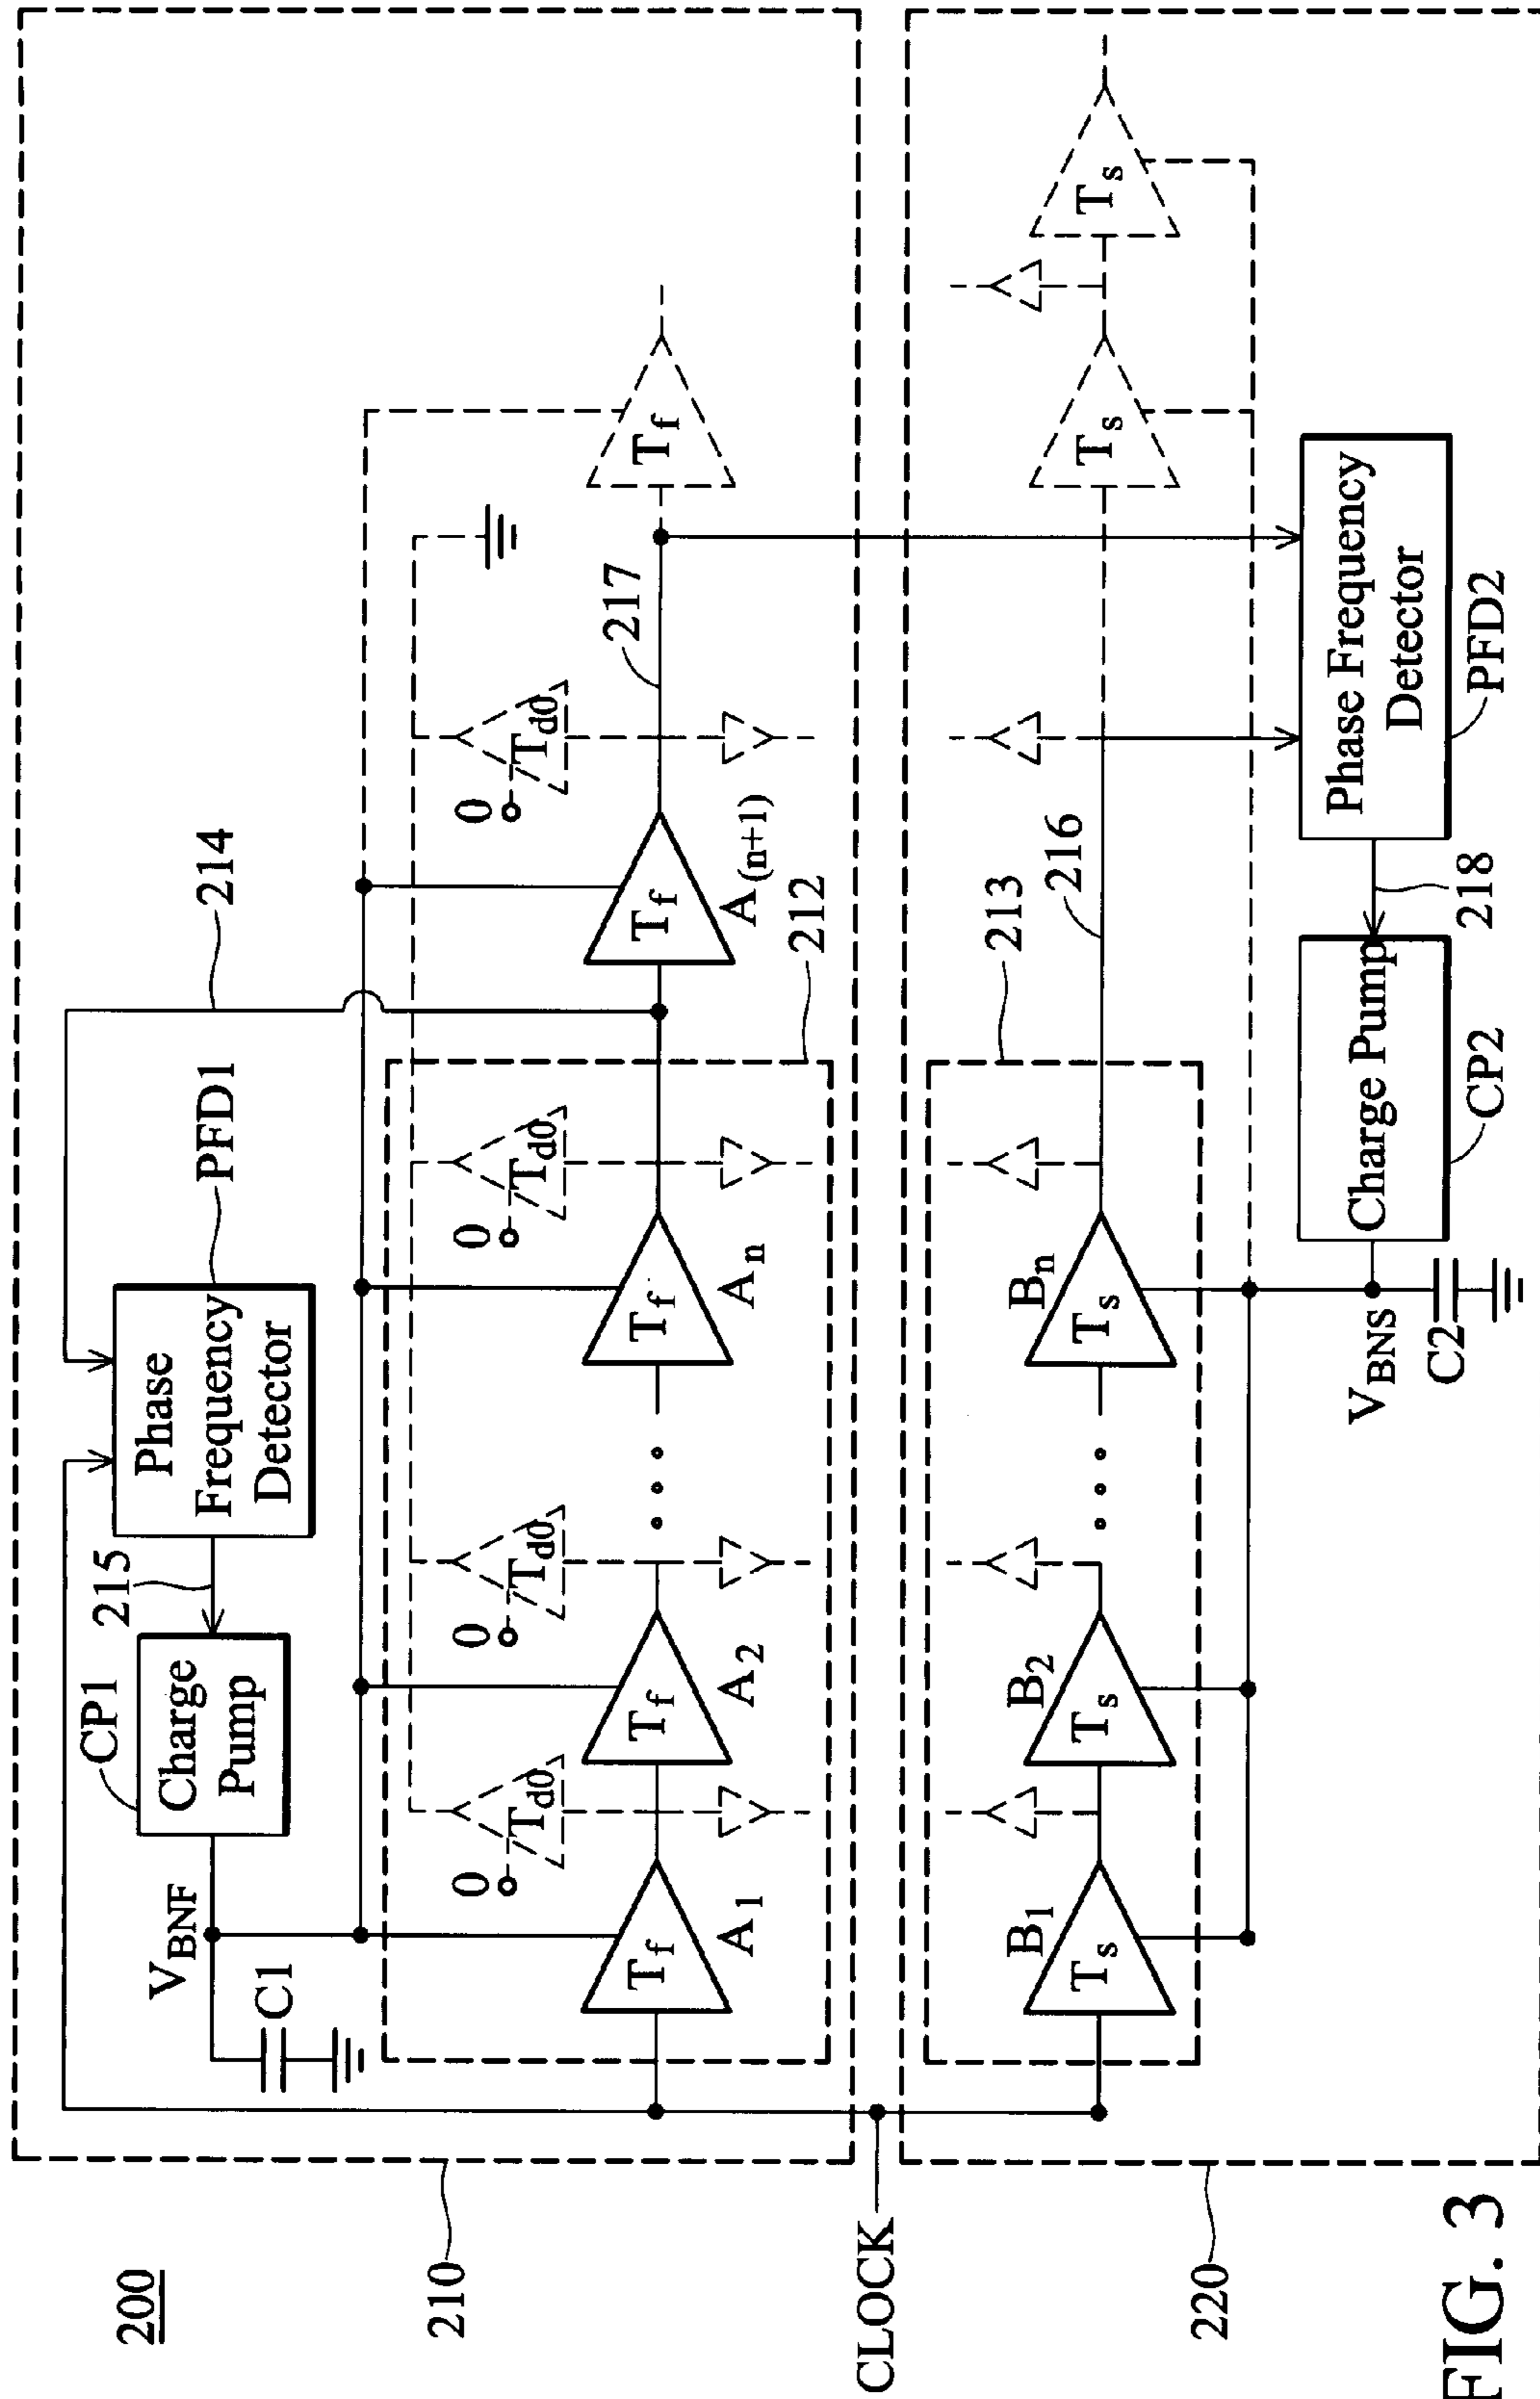 200
210
220
CLOCK
FIG. 3
CP1
Charge
Pump
215
PFD1
Phase
Frequency
Detector
214
VBNF
C1
0
Td0
0
Td0
0
Td0
0
Td0
Tf
A1
Tf
A2
Tf
An
Tf
A(n+1)
Tf
217
212
213
B1
Ts
B2
Ts
Bn
Ts
216
Ts
Ts
VBNS
C2
Charge Pump
CP2
218
Phase Frequency
Detector
PFD2